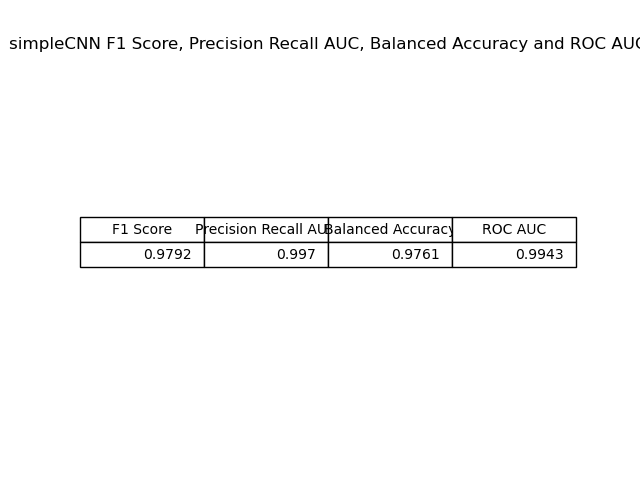 simpleCNN F1 Score, Precision Recall AUC, Balanced Accuracy and ROC AUC
F1 Score Precision Recall AU Balanced Accuracy ROC AUC
0.9792 0.997 0.9761 0.9943